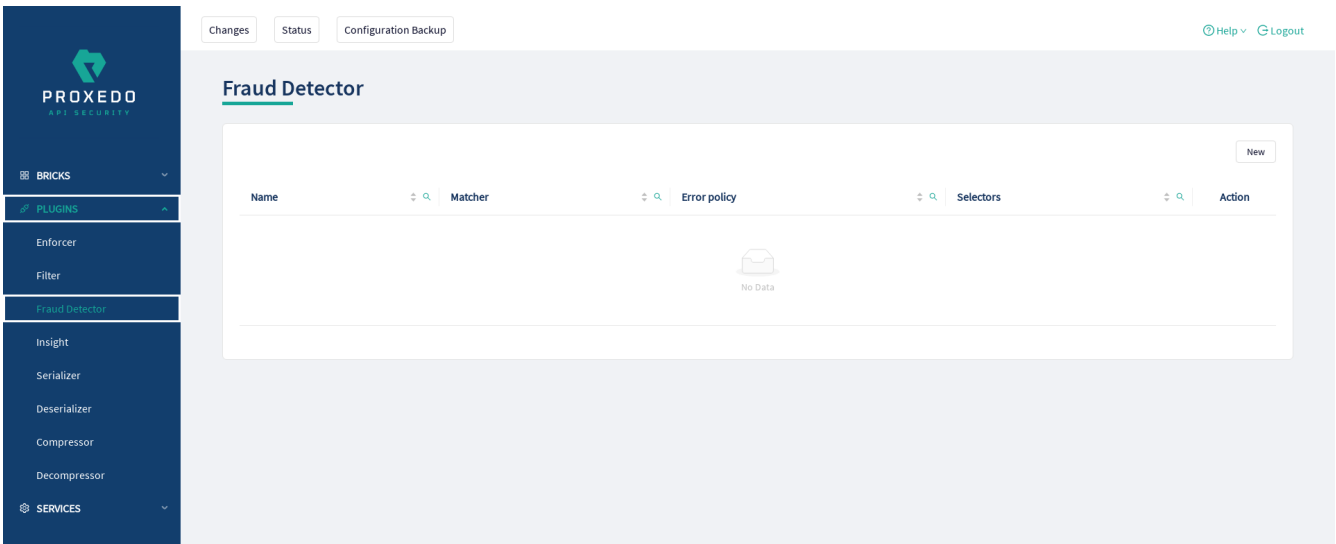 Changes Status Configuration Backup Help Logout
PROXEDO
API SECURITY
BRICKS
PLUGINS
Enforcer
Filter
Fraud Detector
Insight
Serializer
Deserializer
Compressor
Decompressor
SERVICES
Fraud Detector
New
Name Matcher Error policy Selectors Action
No Data